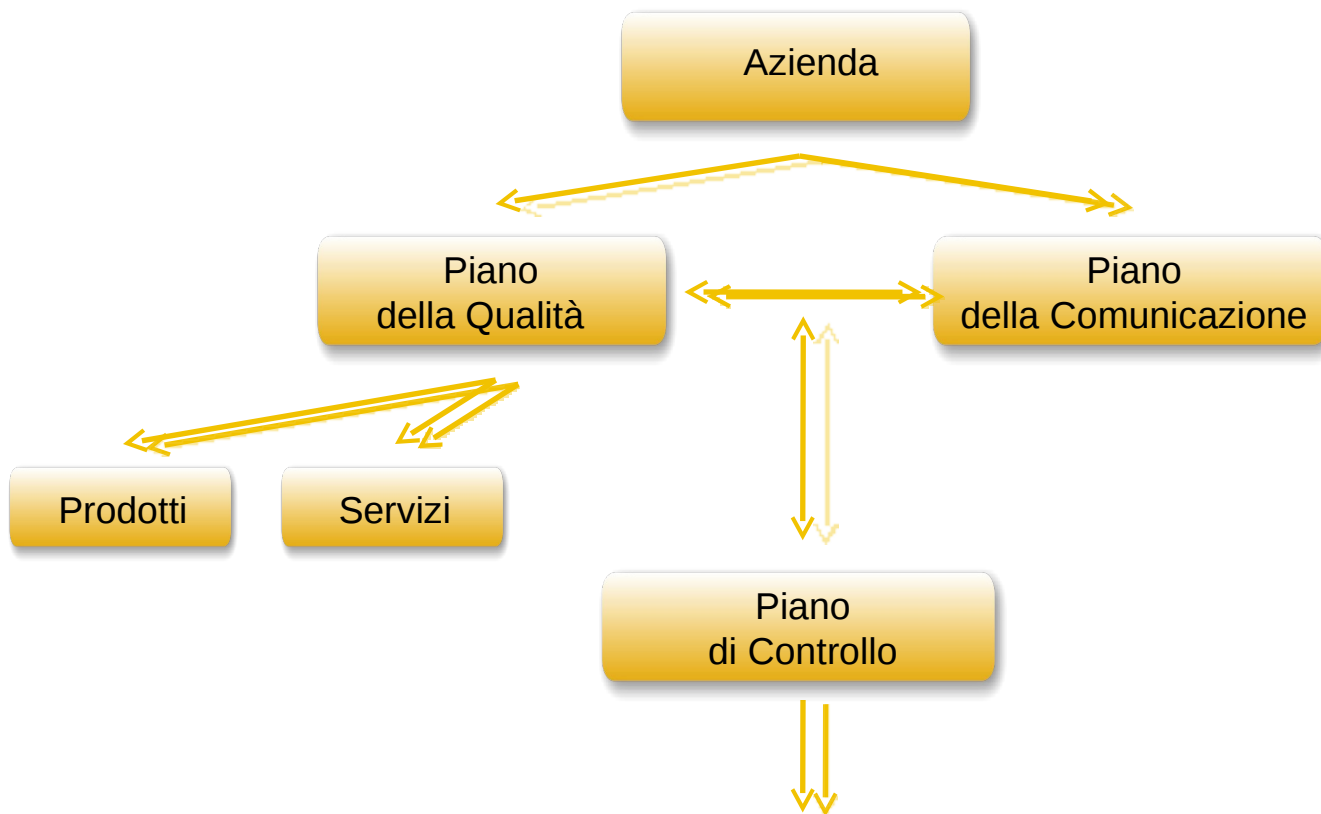 Azienda
Piano
della Qualità
Piano
della Comunicazione
Prodotti
Servizi
Piano
di Controllo